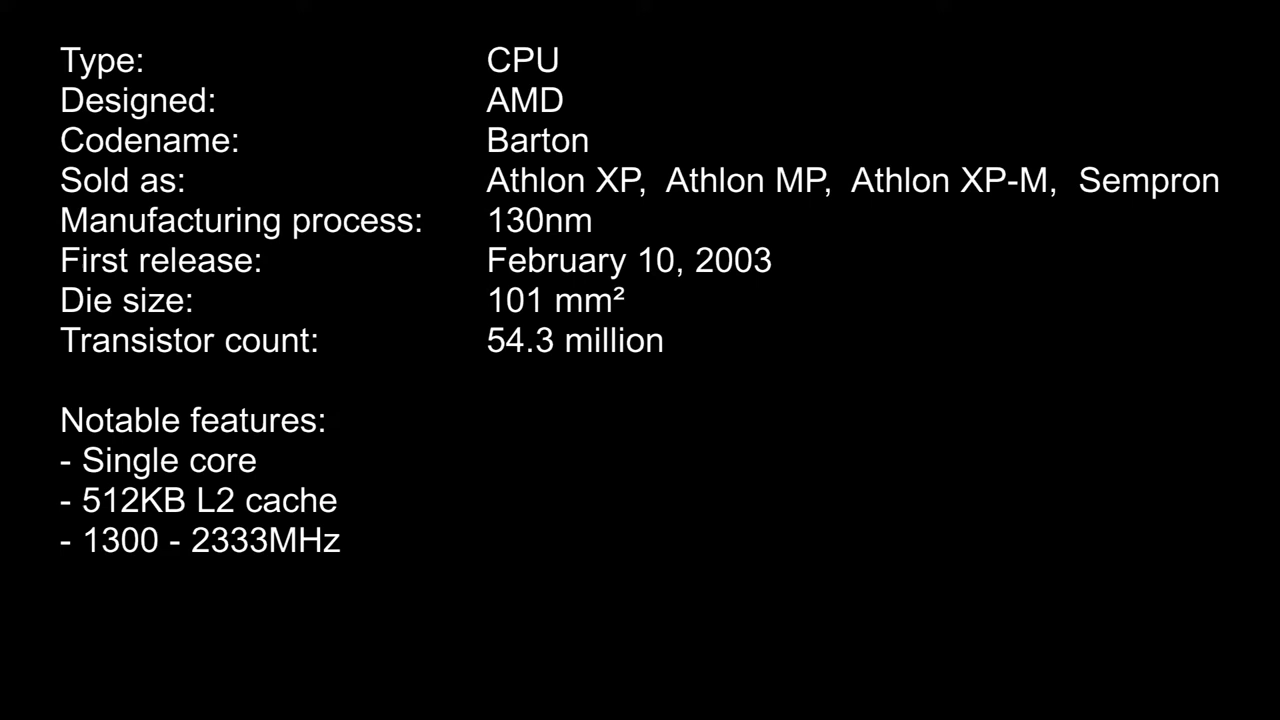 Type: CPU
Designed: AMD
Codename: Barton
Sold as: Athlon XP, Athlon MP, Athlon XP-M, Sempron
Manufacturing process: 130nm
First release: February 10, 2003
Die size: 101 mm²
Transistor count: 54.3 million
Notable features:
- Single core
- 512KB L2 cache
- 1300 - 2333MHz